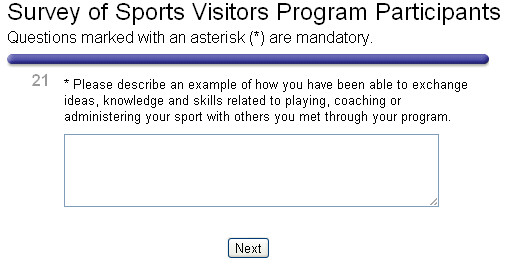 Survey of Sports Visitors Program Participants
Questions marked with an asterisk (*) are mandatory.
21
* Please describe an example of how you have been able to exchange
ideas, knowledge and skills related to playing, coaching or
administering your sport with others you met through your program.
Next